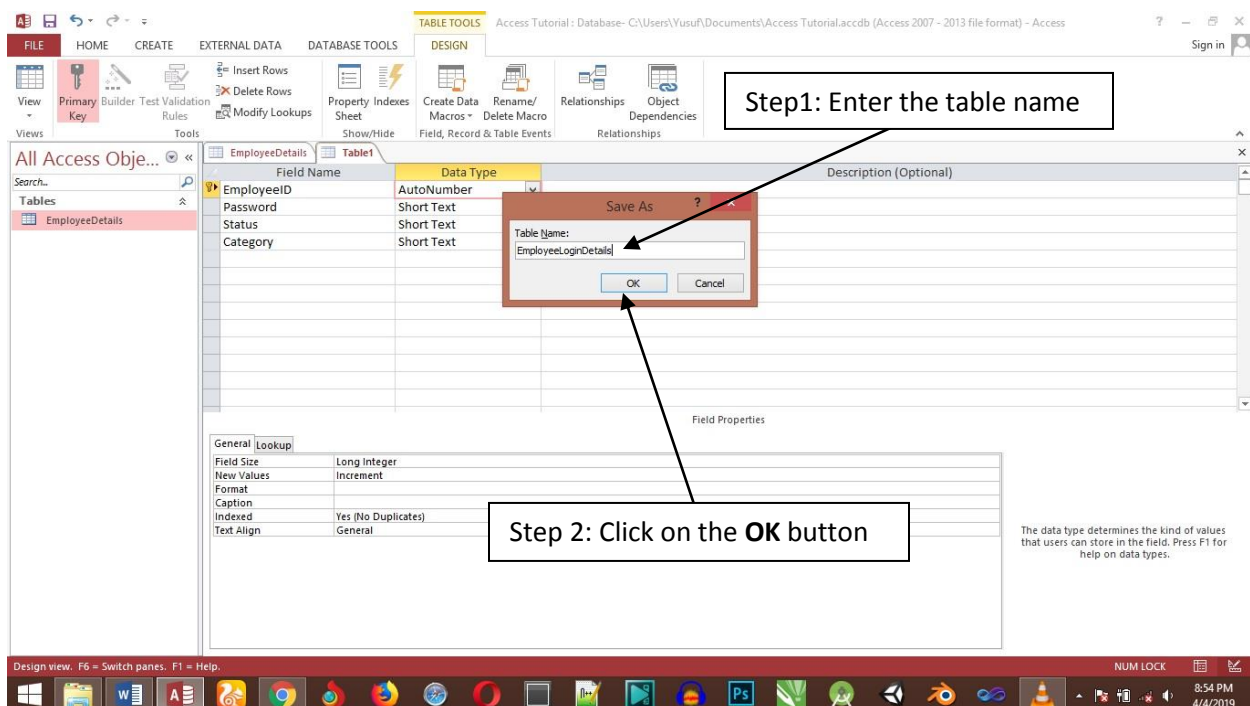 TABLE TOOLS
Access Tutorial : Database- C:\Users\Yusuf\Documents\Access Tutorial.accdb (Access 2007 - 2013 file format) - Access
FILE HOME CREATE EXTERNAL DATA DATABASE TOOLS DESIGN Sign in
View
Primary Key
Builder
Test Validation Rules
Insert Rows
Delete Rows
Modify Lookups
Property Sheet
Indexes
Create Data Macros
Rename/ Delete Macro
Relationships
Object Dependencies
Views Tools Show/Hide Field, Record & Table Events Relationships
Step1: Enter the table name
All Access Obje...
Search...
Tables
EmployeeDetails
EmployeeDetails Table1
Field Name Data Type Description (Optional)
EmployeeID AutoNumber
Password Short Text
Status Short Text
Category Short Text
Save As ?
Table Name:
EmployeeLoginDetails
OK Cancel
Field Properties
General Lookup
Field Size Long Integer
New Values Increment
Format
Caption
Indexed Yes (No Duplicates)
Text Align General
Step 2: Click on the OK button
The data type determines the kind of values
that users can store in the field. Press F1 for
help on data types.
Design view. F6 = Switch panes. F1 = Help. NUM LOCK
8:54 PM
4/4/2019